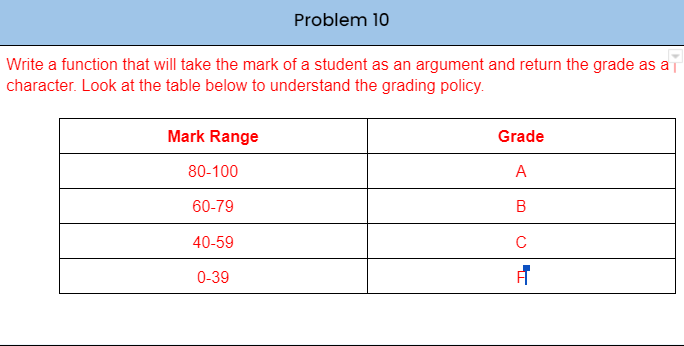 Problem 10
Write a function that will take the mark of a student as an argument and return the grade as a
character. Look at the table below to understand the grading policy.
Mark Range Grade
80-100 A
60-79 B
40-59 C
0-39 F